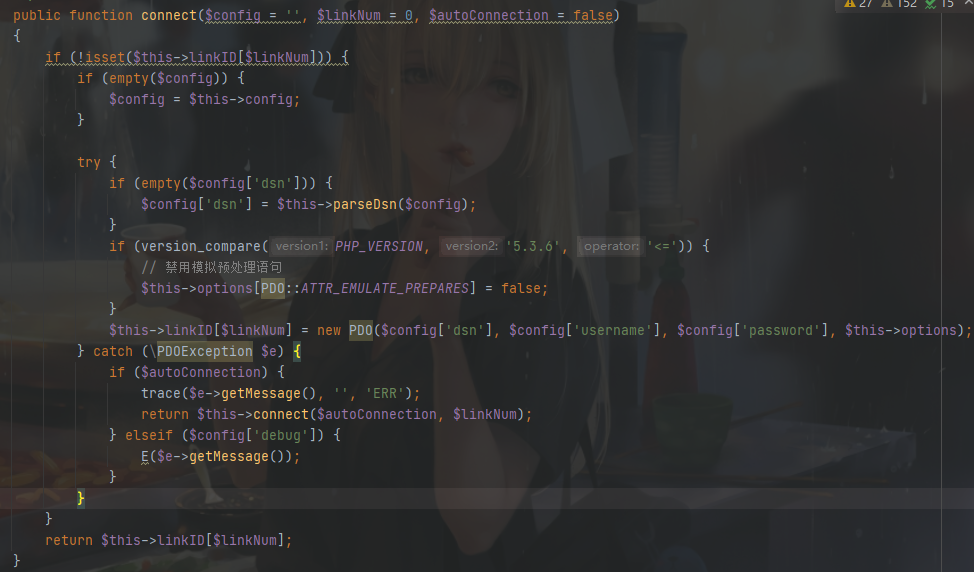 27 152 15
public function connect($config = '', $linkNum = 0, $autoConnection = false)
{
    if (!isset($this->linkID[$linkNum])) {
        if (empty($config)) {
            $config = $this->config;
        }
        try {
            if (empty($config['dsn'])) {
                $config['dsn'] = $this->parseDsn($config);
            }
            if (version_compare( version1: PHP_VERSION, version2: '5.3.6', operator: '<=')) {
                // 禁用模拟预处理语句
                $this->options[PDO::ATTR_EMULATE_PREPARES] = false;
            }
            $this->linkID[$linkNum] = new PDO($config['dsn'], $config['username'], $config['password'], $this->options);
        } catch (\PDOException $e) {
            if ($autoConnection) {
                trace($e->getMessage(), '', 'ERR');
                return $this->connect($autoConnection, $linkNum);
            } elseif ($config['debug']) {
                E($e->getMessage());
            }
        }
    }
    return $this->linkID[$linkNum];
}